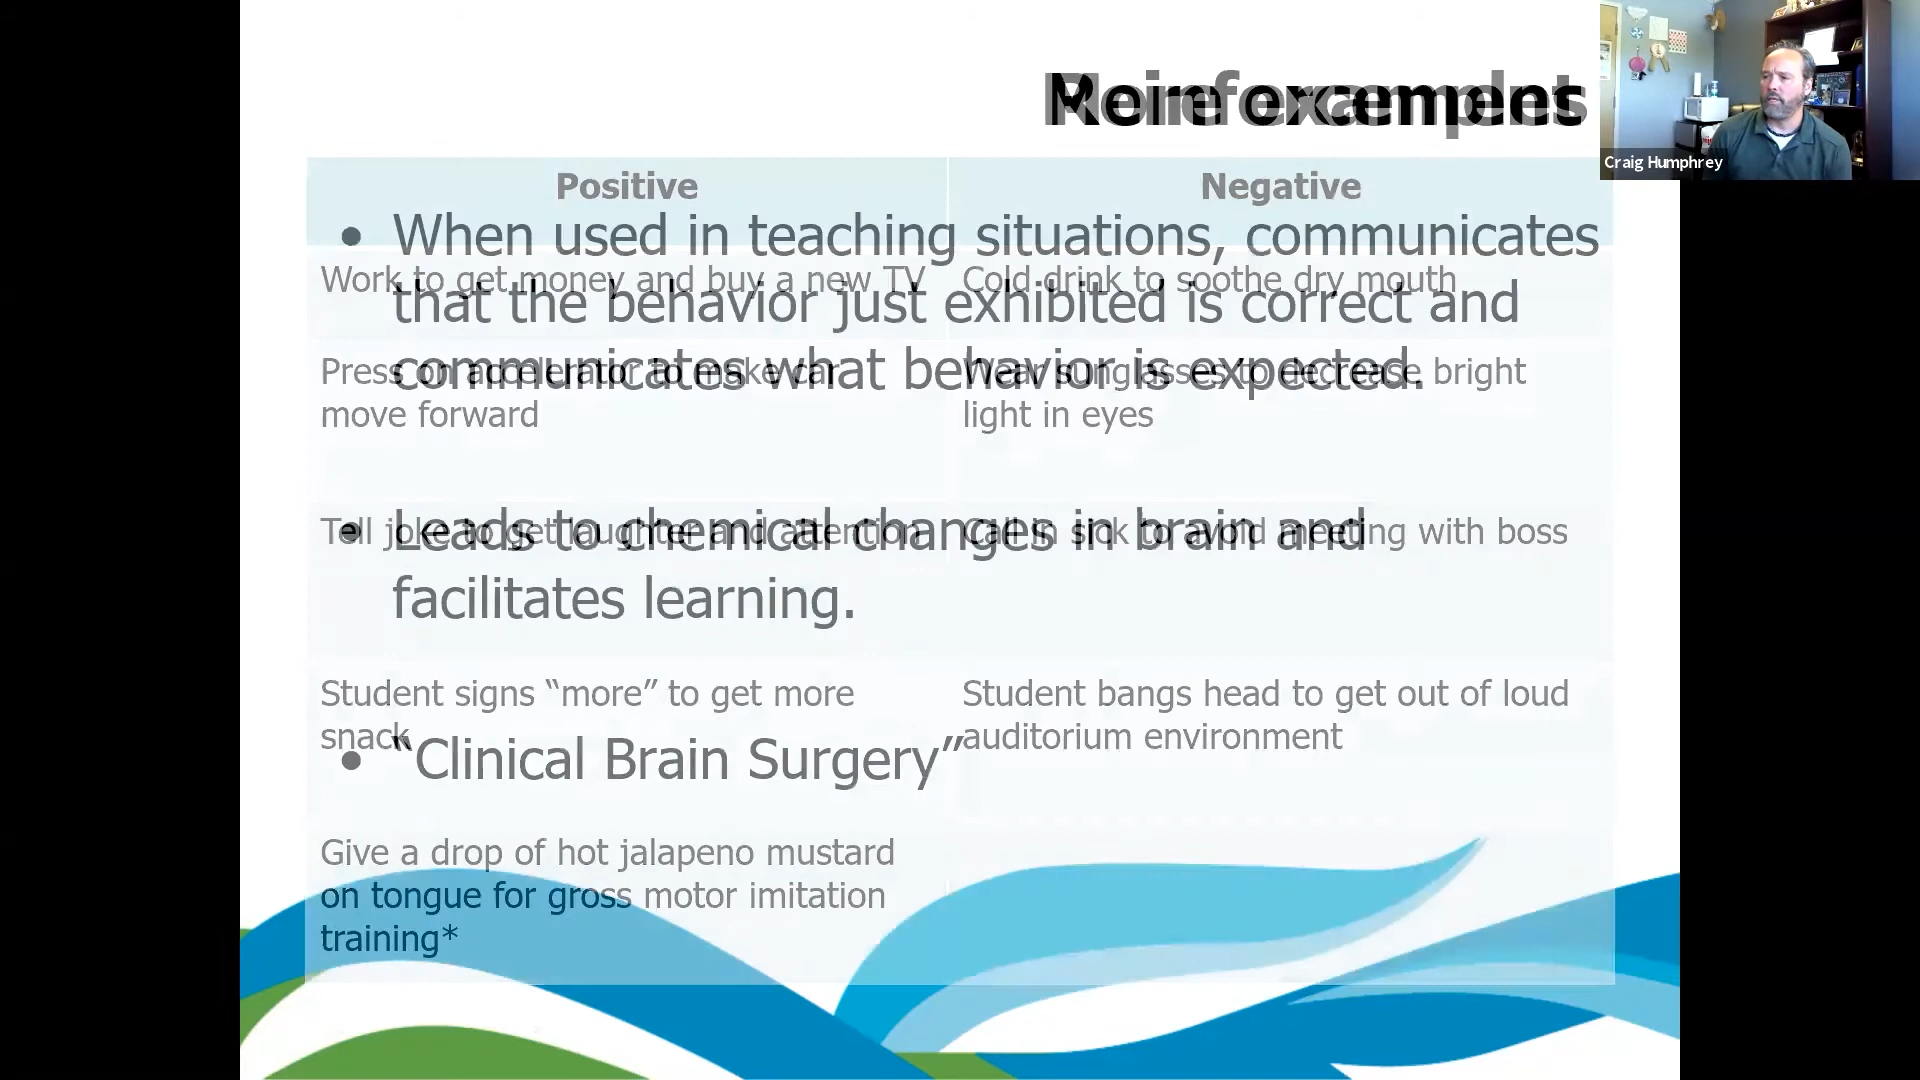 More examples
Reinforcement
Positive
Negative
Work to get money and buy a new TV
Cold drink to soothe dry mouth
Press on accelerator to make car
move forward
Wear sunglasses to decrease bright
light in eyes
Tell joke to get laughter and attention
Call in sick to avoid meeting with boss
Student signs “more” to get more
snack
Student bangs head to get out of loud
auditorium environment
Give a drop of hot jalapeno mustard
on tongue for gross motor imitation
training*
• When used in teaching situations, communicates
that the behavior just exhibited is correct and
communicates what behavior is expected.
• Leads to chemical changes in brain and
facilitates learning.
• “Clinical Brain Surgery”
Craig Humphrey